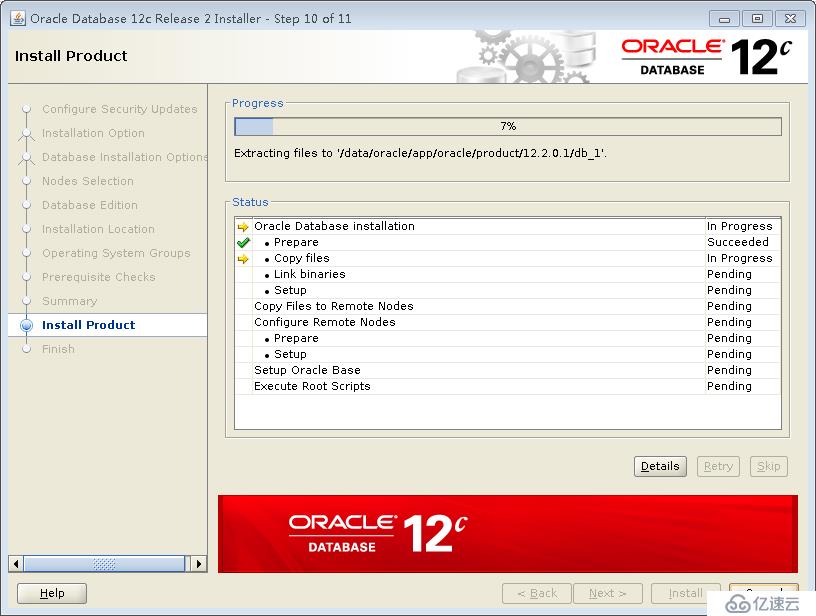 Oracle Database 12c Release 2 Installer - Step 10 of 11
Install Product
ORACLE
DATABASE
12c
Configure Security Updates
Installation Option
Database Installation Options
Nodes Selection
Database Edition
Installation Location
Operating System Groups
Prerequisite Checks
Summary
Install Product
Finish
Progress
7%
Extracting files to '/data/oracle/app/oracle/product/12.2.0.1/db_1'.
Status
Oracle Database installation In Progress
• Prepare Succeeded
• Copy files In Progress
• Link binaries Pending
• Setup Pending
Copy Files to Remote Nodes Pending
Configure Remote Nodes Pending
• Prepare Pending
• Setup Pending
Setup Oracle Base Pending
Execute Root Scripts Pending
Details Retry Skip
ORACLE
DATABASE
12c
Help < Back Next > Install
亿速云